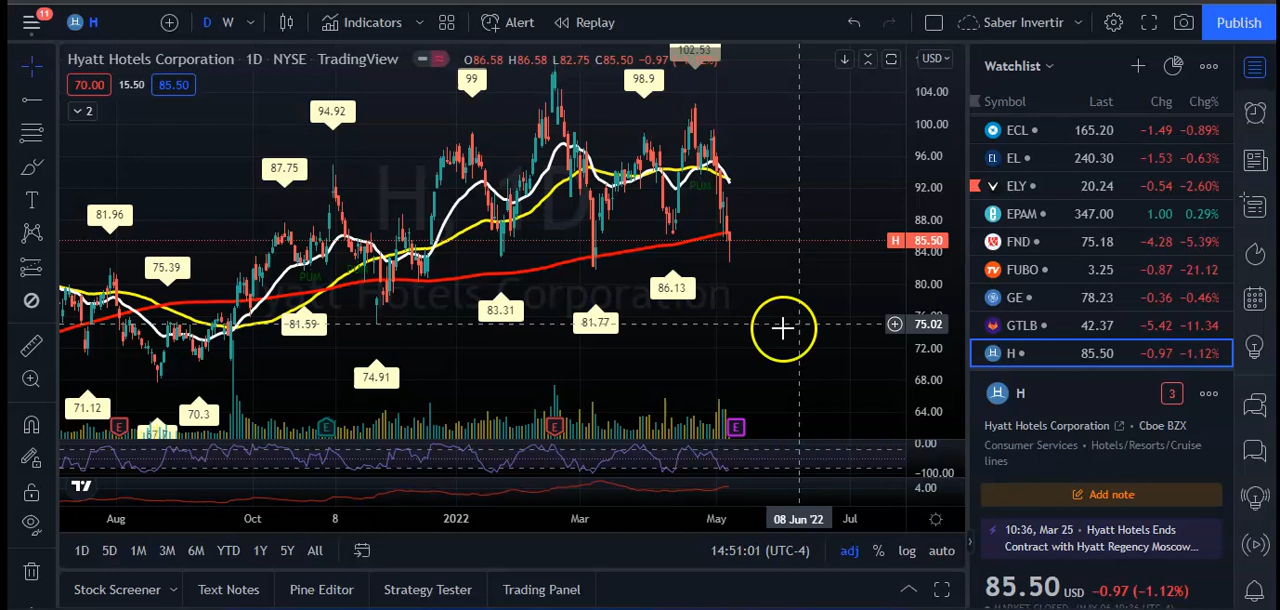 11
H
D
W
Indicators
Alert
Replay
Saber Invertir
Publish
Hyatt Hotels Corporation · 1D · NYSE · TradingView
O86.58 H86.58 L82.75 C85.50 −0.97
USD
70.00
15.50
85.50
2
102.53
99
98.9
94.92
87.75
81.96
75.39
PUM
PUM
H, 1D
Hyatt Hotels Corporation
86.13
83.31
81.77
81.59
74.91
71.12
70.3
E
E
E
E
104.00
100.00
96.00
92.00
88.00
H 85.50
84.00
80.00
75.02
72.00
68.00
64.00
0.00
−100.00
4.00
Aug
Oct
8
2022
Mar
May
08 Jun '22
Jul
1D
5D
1M
3M
6M
YTD
1Y
5Y
All
14:51:01 (UTC-4)
adj
%
log
auto
Stock Screener
Text Notes
Pine Editor
Strategy Tester
Trading Panel
Watchlist
Symbol Last Chg Chg%
ECL 165.20 −1.49 −0.89%
EL 240.30 −1.53 −0.63%
ELY 20.24 −0.54 −2.60%
EPAM 347.00 1.00 0.29%
FND 75.18 −4.28 −5.39%
FUBO 3.25 −0.87 −21.12
GE 78.23 −0.36 −0.46%
GTLB 42.37 −5.42 −11.34
H 85.50 −0.97 −1.12%
H
3
Hyatt Hotels Corporation · Cboe BZX
Consumer Services · Hotels/Resorts/Cruise
lines
Add note
10:36, Mar 25 · Hyatt Hotels Ends
Contract with Hyatt Regency Moscow...
85.50 USD −0.97 (−1.12%)